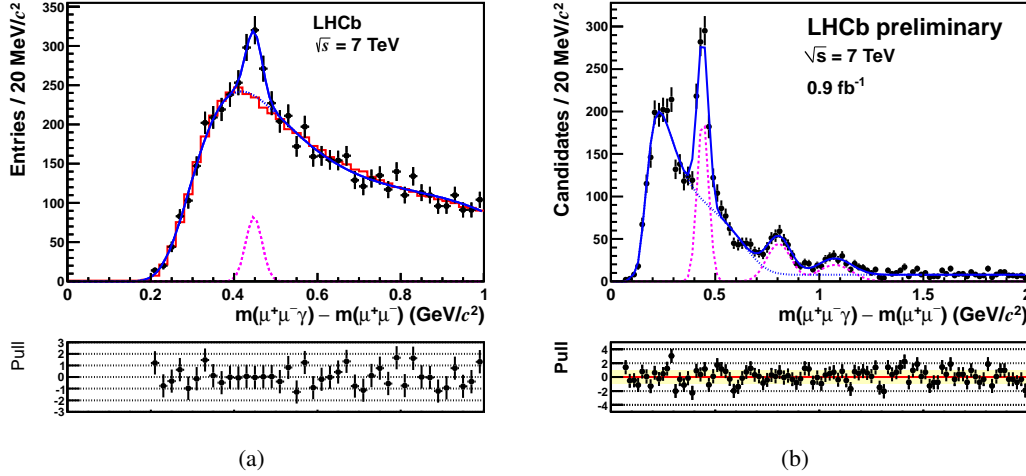 Entries / 20 MeV/c²
350
300
250
200
150
100
50
0
LHCb
√s = 7 TeV
0 0.2 0.4 0.6 0.8 1
m(μ⁺μ⁻γ) – m(μ⁺μ⁻) (GeV/c²)
Pull
3
2
1
0
-1
-2
-3
(a)
Candidates / 20 MeV/c²
300
250
200
150
100
50
0
LHCb preliminary
√s = 7 TeV
0.9 fb⁻¹
0 0.5 1 1.5 2
m(μ⁺μ⁻γ) – m(μ⁺μ⁻) (GeV/c²)
Pull
4
2
0
-2
-4
(b)